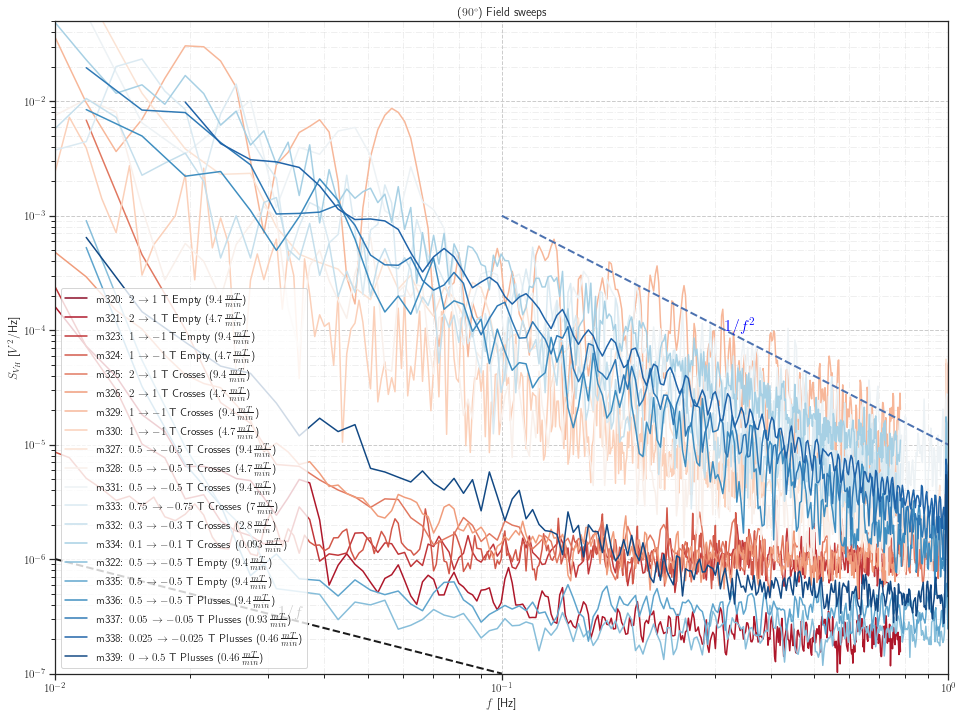 (90°) Field sweeps
S_{V_H} [V²/Hz]
10⁻²
10⁻³
10⁻⁴
10⁻⁵
10⁻⁶
10⁻⁷
1/f²
1/f
m320: 2 → 1 T Empty (9.4 mT/min)
m321: 2 → 1 T Empty (4.7 mT/min)
m323: 1 → −1 T Empty (9.4 mT/min)
m324: 1 → −1 T Empty (4.7 mT/min)
m325: 2 → 1 T Crosses (9.4 mT/min)
m326: 2 → 1 T Crosses (4.7 mT/min)
m329: 1 → −1 T Crosses (9.4 mT/min)
m330: 1 → −1 T Crosses (4.7 mT/min)
m327: 0.5 → −0.5 T Crosses (9.4 mT/min)
m328: 0.5 → −0.5 T Crosses (4.7 mT/min)
m331: 0.5 → −0.5 T Crosses (9.4 mT/min)
m333: 0.75 → −0.75 T Crosses (7 mT/min)
m332: 0.3 → −0.3 T Crosses (2.8 mT/min)
m334: 0.1 → −0.1 T Crosses (0.093 mT/min)
m322: 0.5 → −0.5 T Empty (9.4 mT/min)
m335: 0.5 → −0.5 T Empty (9.4 mT/min)
m336: 0.5 → −0.5 T Plusses (9.4 mT/min)
m337: 0.05 → −0.05 T Plusses (0.93 mT/min)
m338: 0.025 → −0.025 T Plusses (0.46 mT/min)
m339: 0 → 0.5 T Plusses (0.46 mT/min)
10⁻²
10⁻¹
10⁰
f [Hz]